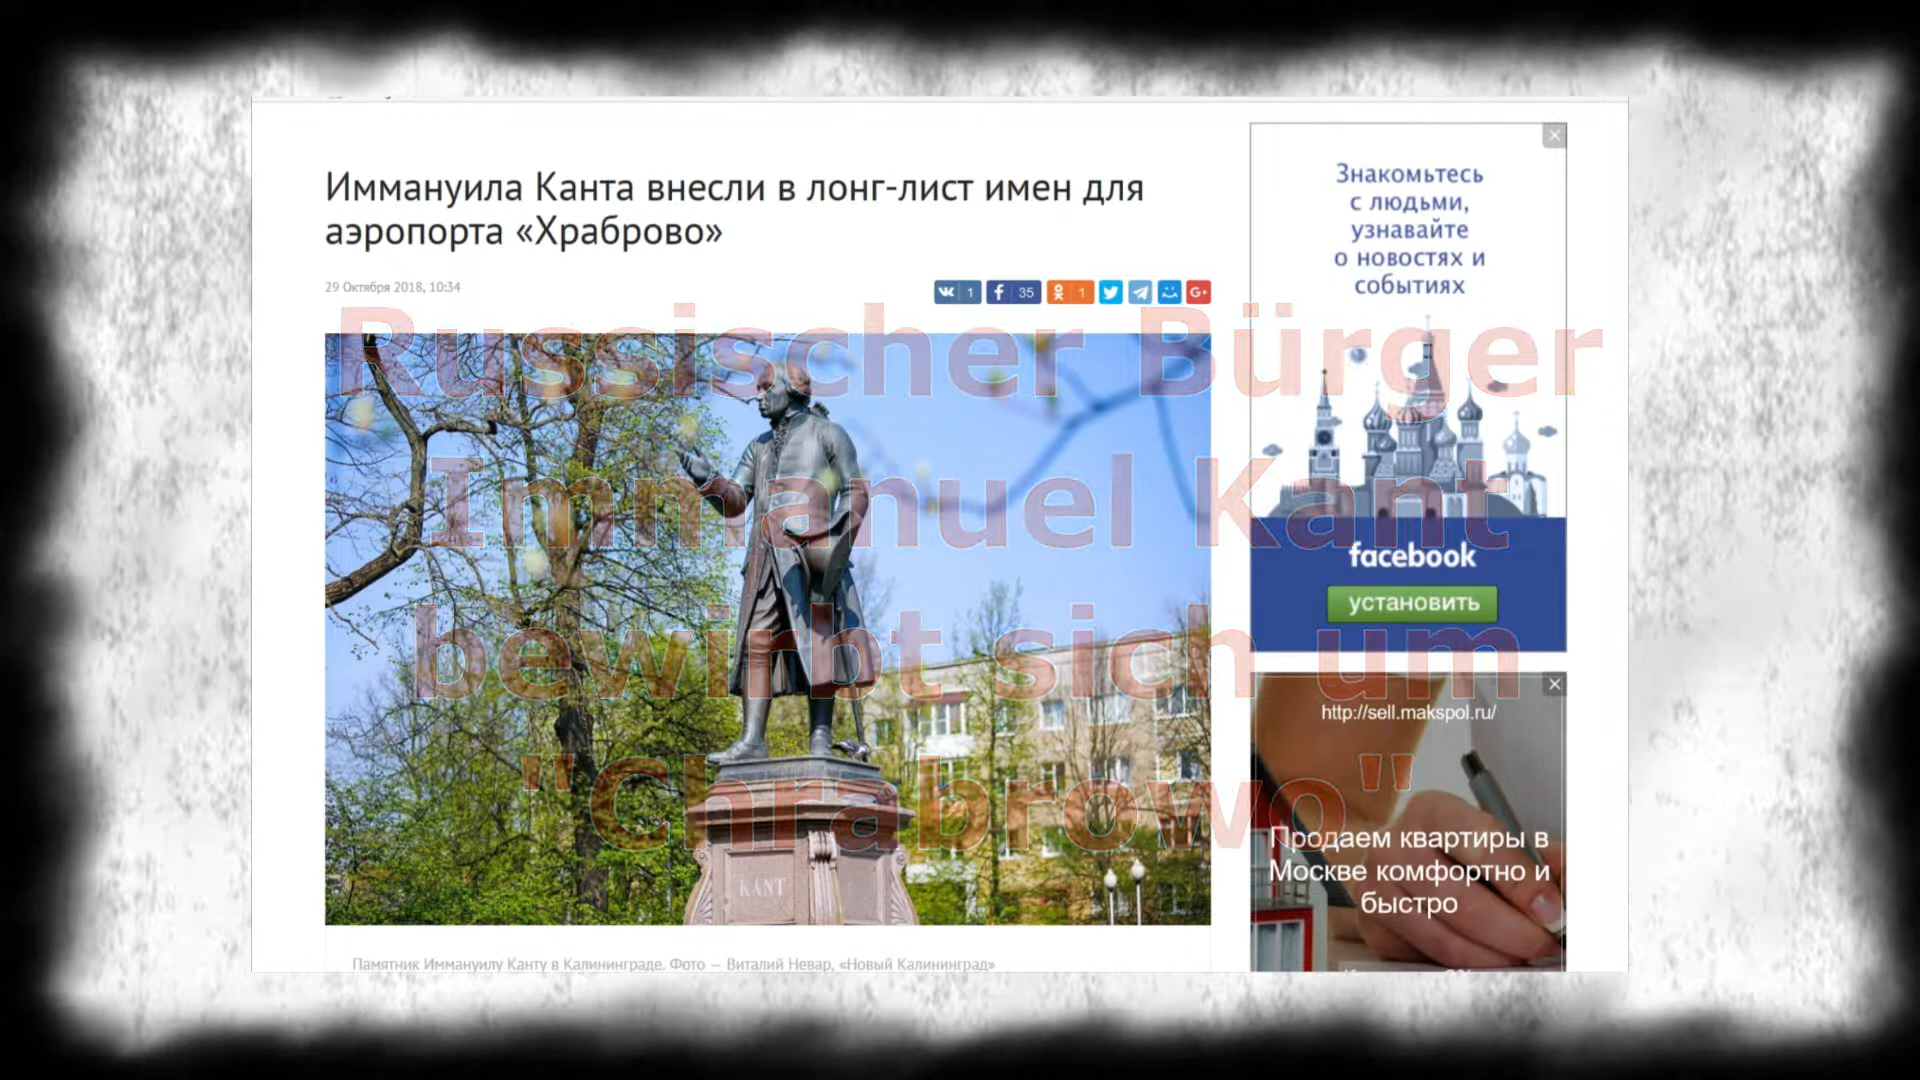 Иммануила Канта внесли в лонг-лист имен для
аэропорта «Храброво»
29 Октября 2018, 10:34
1
35
1
G+
Russischer Bürger
Immanuel Kant
bewirbt sich um
"Chrabrowo"
KANT
Памятник Иммануилу Канту в Калининграде. Фото — Виталий Невар, «Новый Калининград»
Знакомьтесь
с людьми,
узнавайте
о новостях и
событиях
facebook
установить
http://sell.makspol.ru/
Продаем квартиры в
Москве комфортно и
быстро